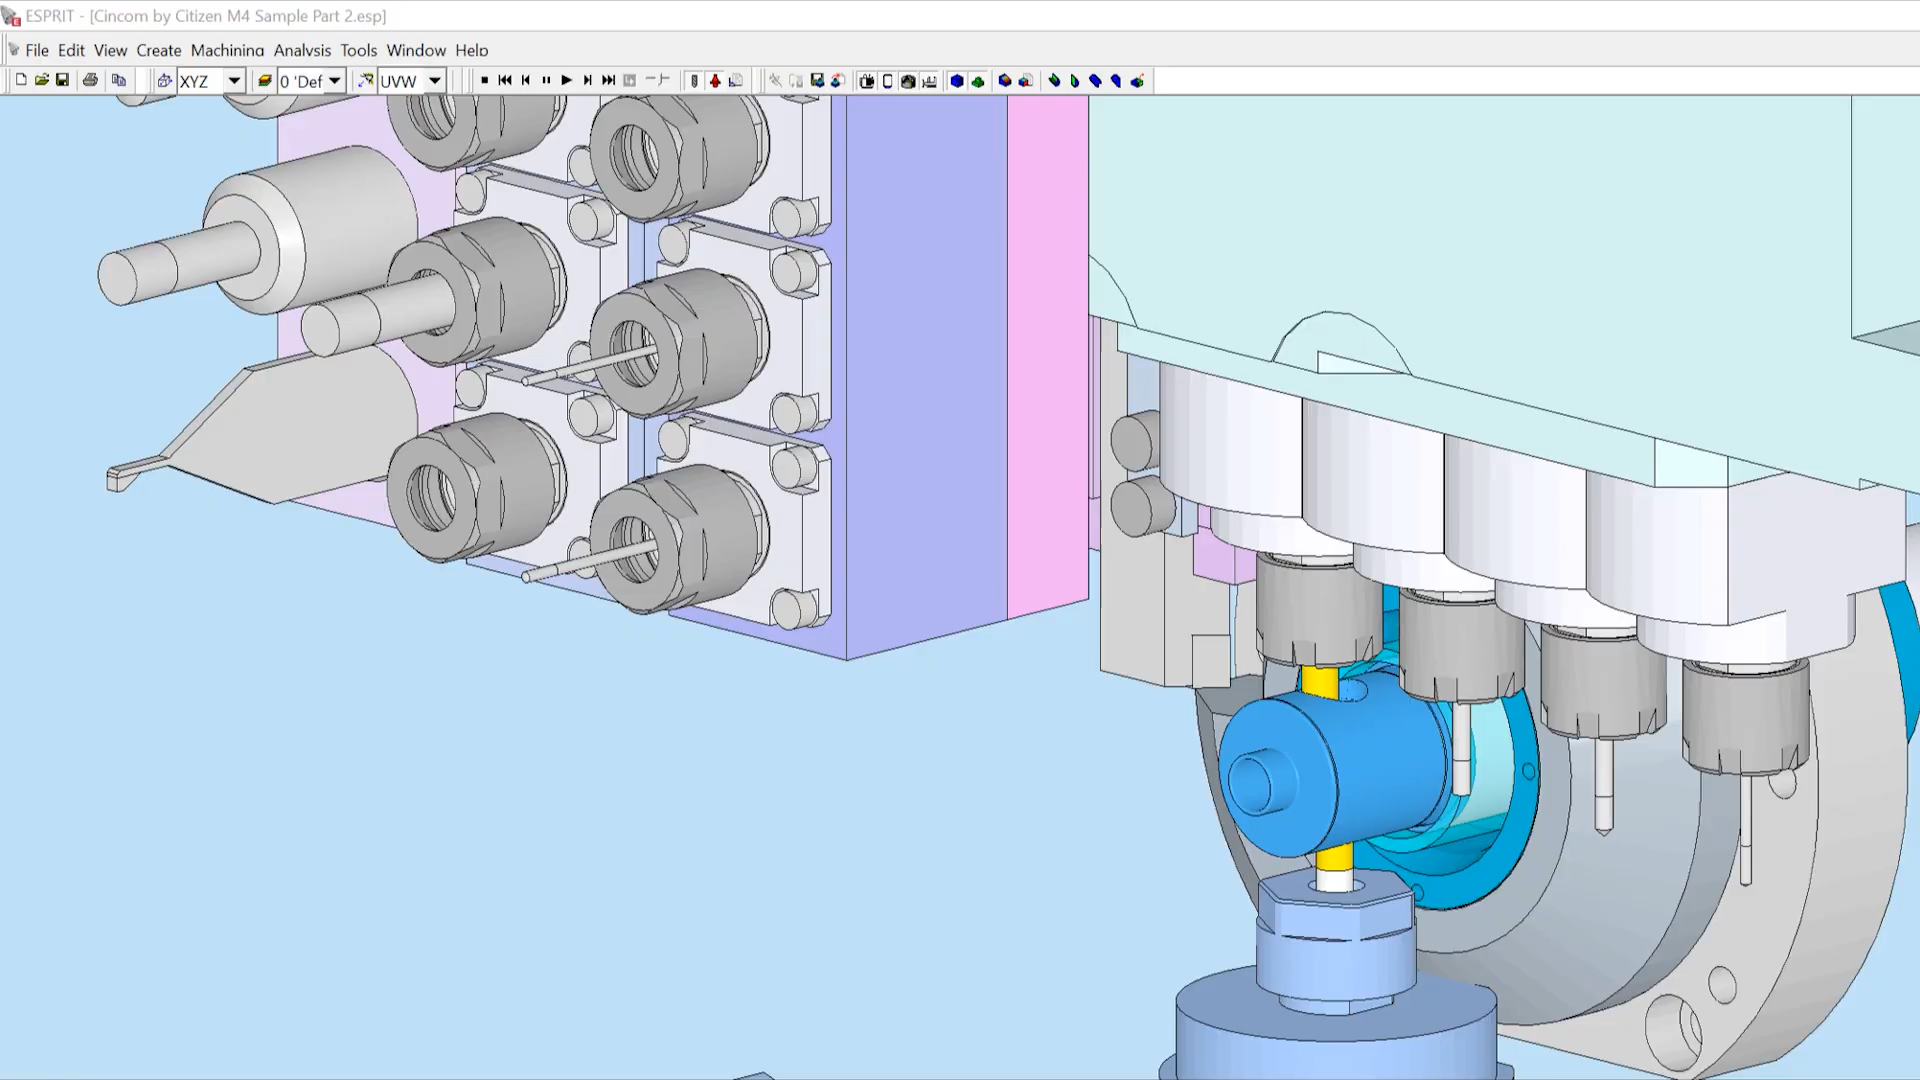 ESPRIT - [Cincom by Citizen M4 Sample Part 2.esp]
File Edit View Create Machining Analysis Tools Window Help
XYZ 0 'Def UVW